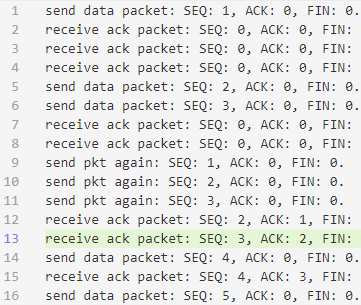 1 send data packet: SEQ: 1, ACK: 0, FIN: 0.
2 receive ack packet: SEQ: 0, ACK: 0, FIN:
3 receive ack packet: SEQ: 0, ACK: 0, FIN:
4 receive ack packet: SEQ: 0, ACK: 0, FIN:
5 send data packet: SEQ: 2, ACK: 0, FIN: 0.
6 send data packet: SEQ: 3, ACK: 0, FIN: 0.
7 receive ack packet: SEQ: 0, ACK: 0, FIN:
8 receive ack packet: SEQ: 0, ACK: 0, FIN:
9 send pkt again: SEQ: 1, ACK: 0, FIN: 0.
10 send pkt again: SEQ: 2, ACK: 0, FIN: 0.
11 send pkt again: SEQ: 3, ACK: 0, FIN: 0.
12 receive ack packet: SEQ: 2, ACK: 1, FIN:
13 receive ack packet: SEQ: 3, ACK: 2, FIN:
14 send data packet: SEQ: 4, ACK: 0, FIN: 0.
15 receive ack packet: SEQ: 4, ACK: 3, FIN:
16 send data packet: SEQ: 5, ACK: 0, FIN: 0.